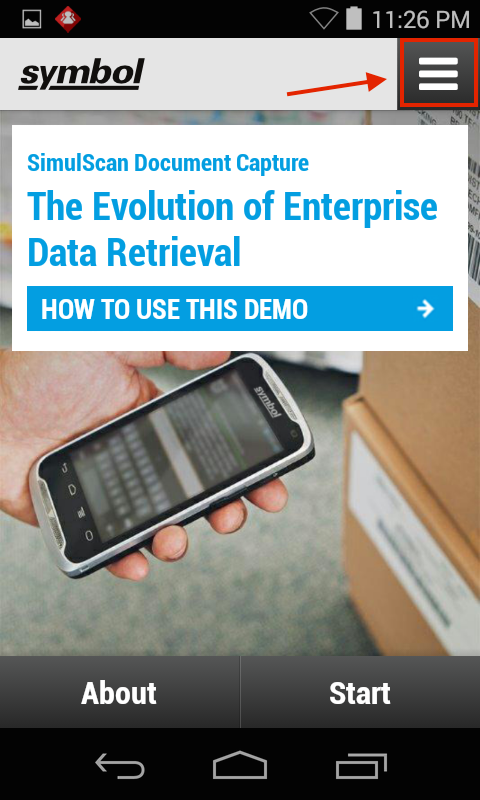 11:26 PM
symbol
SimulScan Document Capture
The Evolution of Enterprise
Data Retrieval
HOW TO USE THIS DEMO
symbol
About
Start